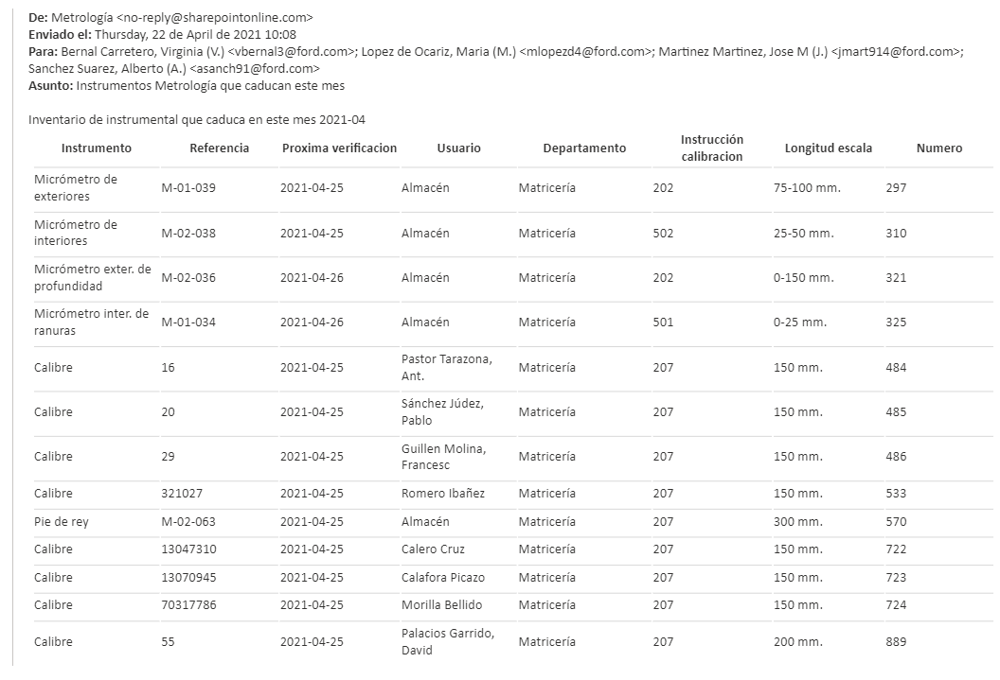 De: Metrología <no-reply@sharepointonline.com>
Enviado el: Thursday, 22 de April de 2021 10:08
Para: Bernal Carretero, Virginia (V.) <vbernal3@ford.com>; Lopez de Ocariz, Maria (M.) <mlopezd4@ford.com>; Martinez Martinez, Jose M (J.) <jmart914@ford.com>;
Sanchez Suarez, Alberto (A.) <asanch91@ford.com>
Asunto: Instrumentos Metrología que caducan este mes
Inventario de instrumental que caduca en este mes 2021-04
Instrumento Referencia Proxima verificacion Usuario Departamento Instrucción calibracion Longitud escala Numero
Micrómetro de exteriores M-01-039 2021-04-25 Almacén Matricería 202 75-100 mm. 297
Micrómetro de interiores M-02-038 2021-04-25 Almacén Matricería 502 25-50 mm. 310
Micrómetro exter. de profundidad M-02-036 2021-04-26 Almacén Matricería 202 0-150 mm. 321
Micrómetro inter. de ranuras M-01-034 2021-04-26 Almacén Matricería 501 0-25 mm. 325
Calibre 16 2021-04-25 Pastor Tarazona, Ant. Matricería 207 150 mm. 484
Calibre 20 2021-04-25 Sánchez Júdez, Pablo Matricería 207 150 mm. 485
Calibre 29 2021-04-25 Guillen Molina, Francesc Matricería 207 150 mm. 486
Calibre 321027 2021-04-25 Romero Ibañez Matricería 207 150 mm. 533
Pie de rey M-02-063 2021-04-25 Almacén Matricería 207 300 mm. 570
Calibre 13047310 2021-04-25 Calero Cruz Matricería 207 150 mm. 722
Calibre 13070945 2021-04-25 Calafora Picazo Matricería 207 150 mm. 723
Calibre 70317786 2021-04-25 Morilla Bellido Matricería 207 150 mm. 724
Calibre 55 2021-04-25 Palacios Garrido, David Matricería 207 200 mm. 889